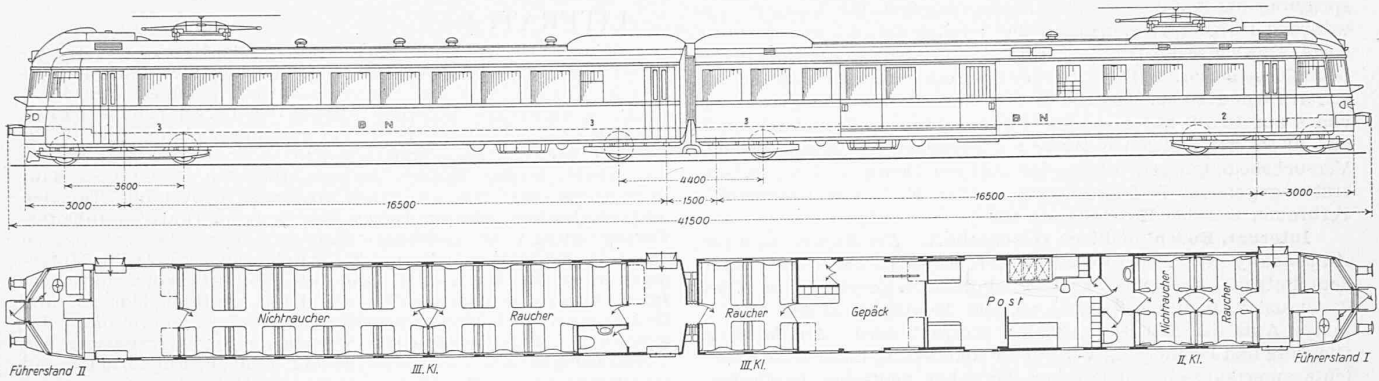 3
B N
3
3
B N
2
3600
4400
3000
16500
1500
16500
3000
41500
Nichtraucher
Raucher
Raucher
Gepäck
Post
Nichtraucher
Raucher
Führerstand II
III. Kl.
III. Kl.
II. Kl.
Führerstand I